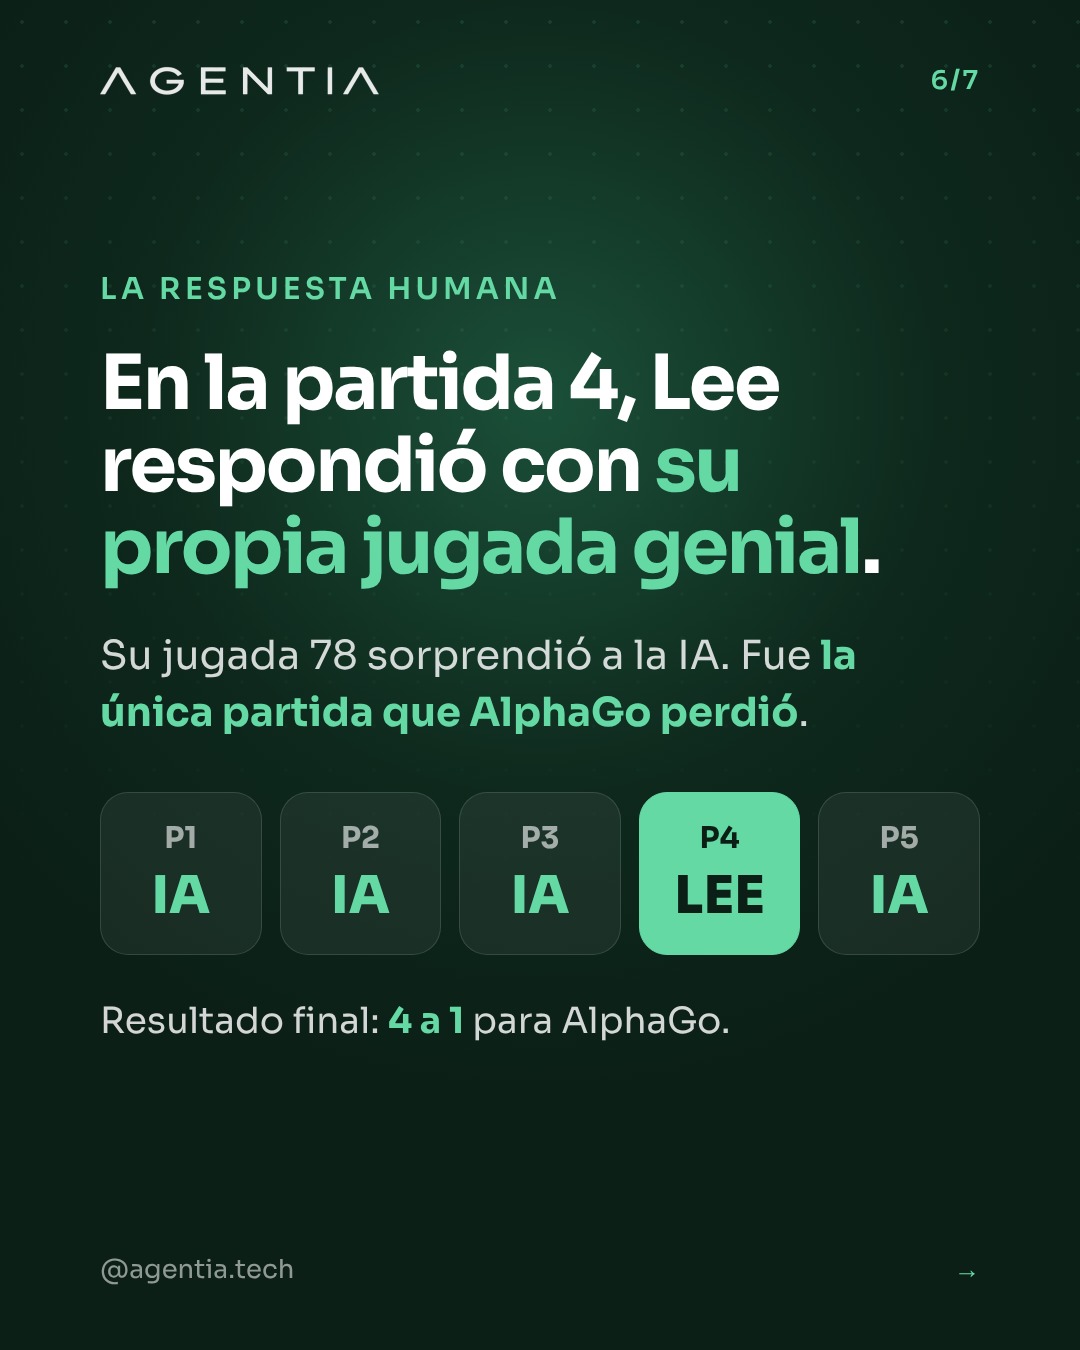 AGENTIA
6/7
LA RESPUESTA HUMANA
En la partida 4, Lee
respondió con su
propia jugada genial.
Su jugada 78 sorprendió a la IA. Fue la
única partida que AlphaGo perdió.
P1
IA
P2
IA
P3
IA
P4
LEE
P5
IA
Resultado final: 4 a 1 para AlphaGo.
@agentia.tech
→